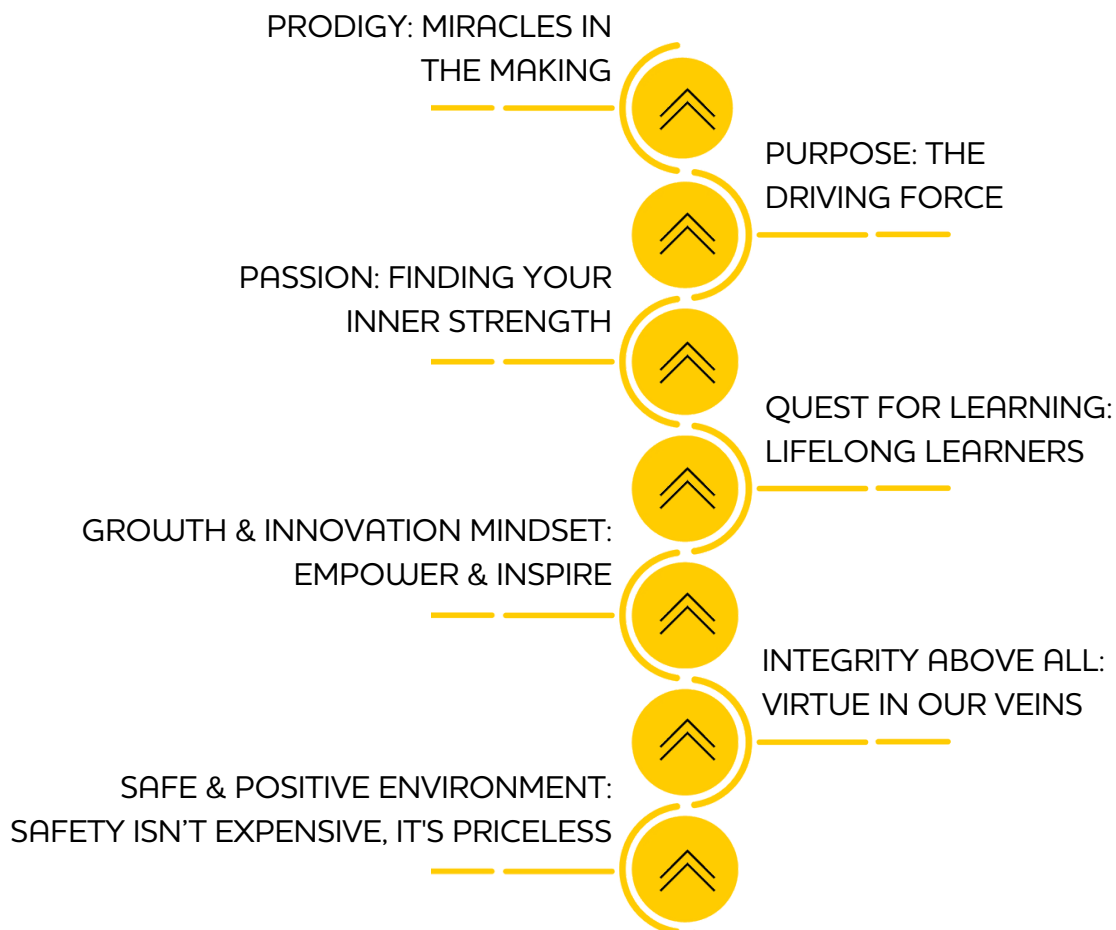 PRODIGY: MIRACLES IN
THE MAKING
PURPOSE: THE
DRIVING FORCE
PASSION: FINDING YOUR
INNER STRENGTH
QUEST FOR LEARNING:
LIFELONG LEARNERS
GROWTH & INNOVATION MINDSET:
EMPOWER & INSPIRE
INTEGRITY ABOVE ALL:
VIRTUE IN OUR VEINS
SAFE & POSITIVE ENVIRONMENT:
SAFETY ISN’T EXPENSIVE, IT'S PRICELESS